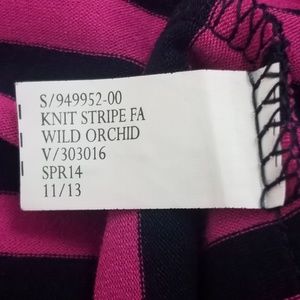 S/949952-00
KNIT STRIPE FA
WILD ORCHID
V/303016
SPR14
11/13